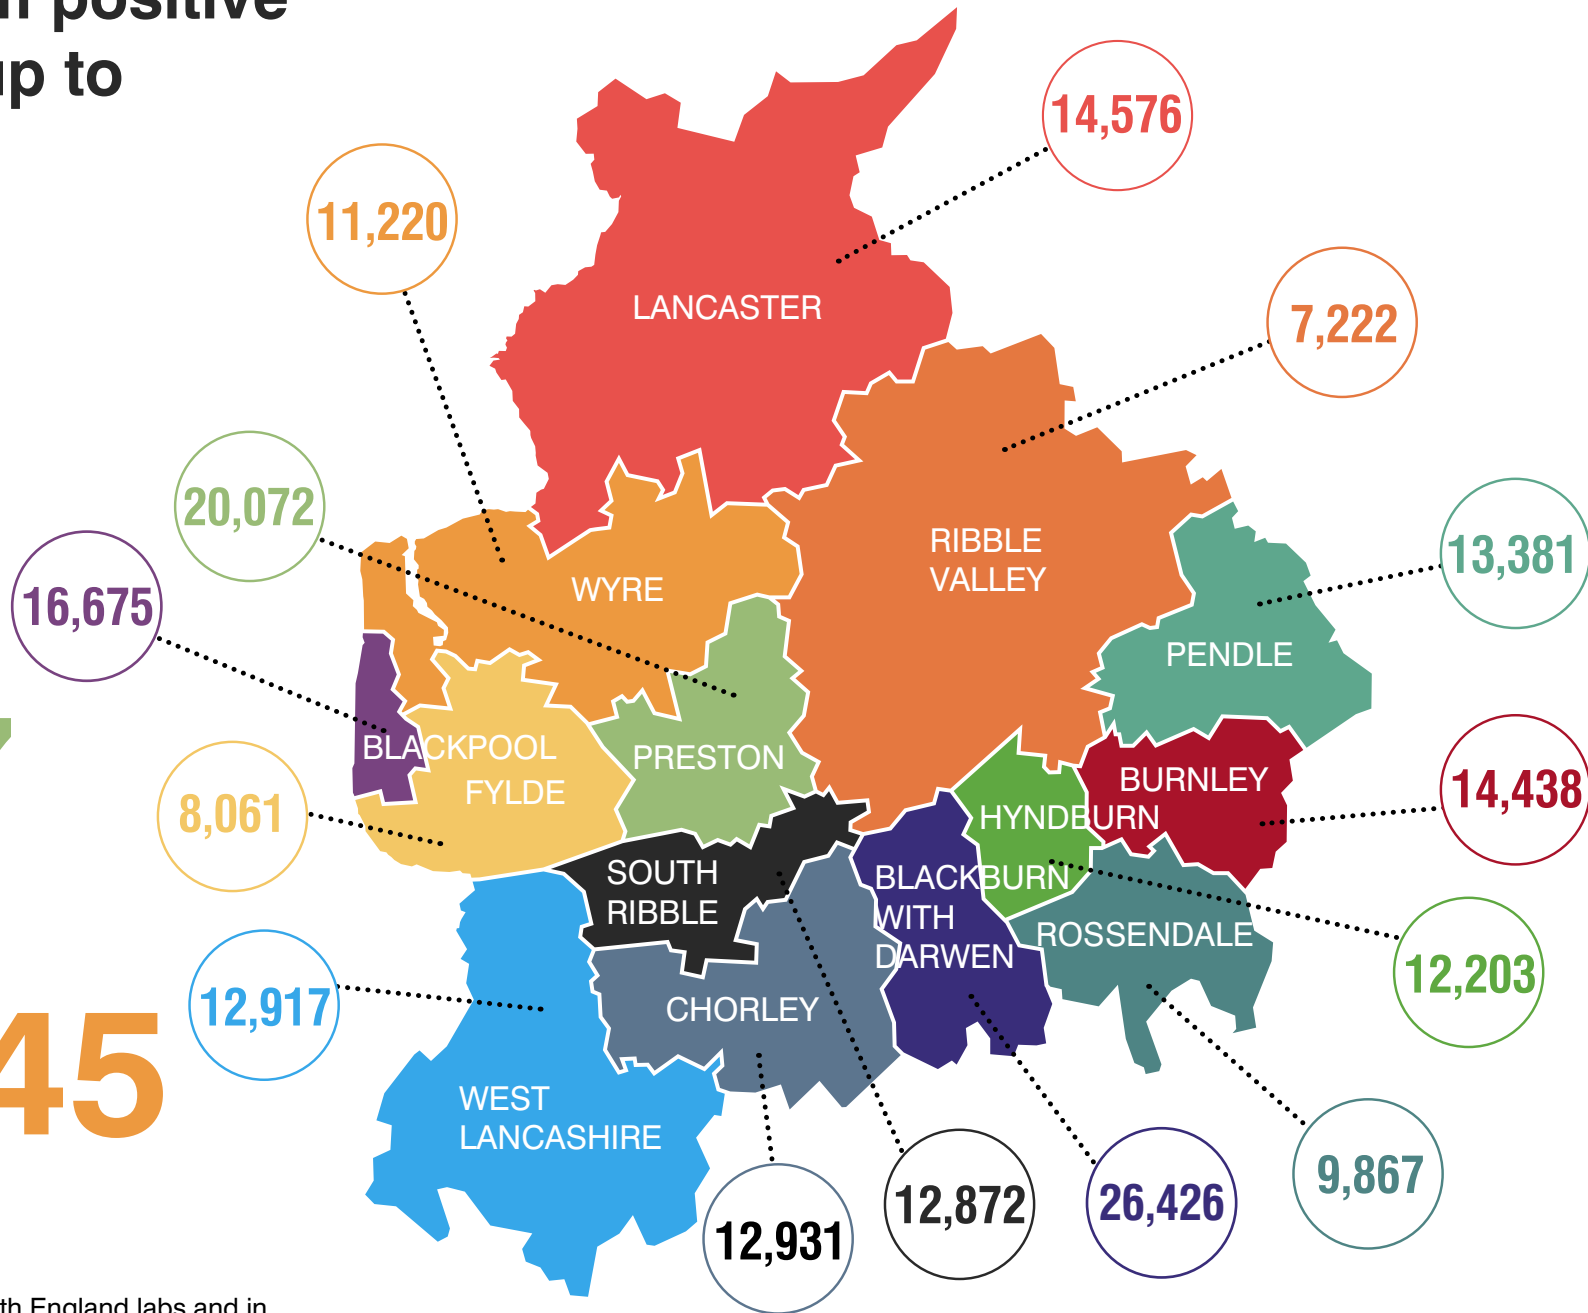 positive
up to
14,576
11,220
LANCASTER
7,222
20,072
RIBBLE
VALLEY
13,381
WYRE
16,675
PENDLE
BLACKPOOL
PRESTON
FYLDE
BURNLEY
14,438
8,061
HYNDBURN
SOUTH
RIBBLE
BLACKBURN
WITH
DARWEN
ROSSENDALE
12,203
12,917
CHORLEY
45
WEST
LANCASHIRE
12,931
12,872
26,426
9,867
England labs and in